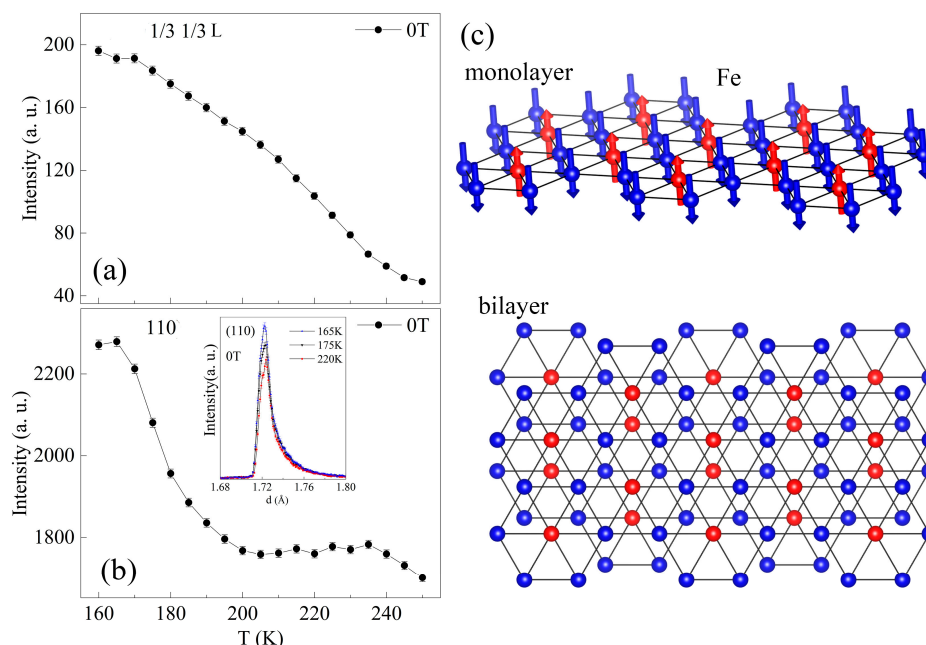 1/3 1/3 L
0T
200
160
120
80
40
Intensity (a. u.)
(a)
110
0T
2200
2000
1800
Intensity (a. u.)
(b)
(110)
0T
165K
175K
220K
Intensity(a. u.)
1.68 1.72 1.76 1.80
d (Å)
160 180 200 220 240
T (K)
(c)
monolayer
Fe
bilayer